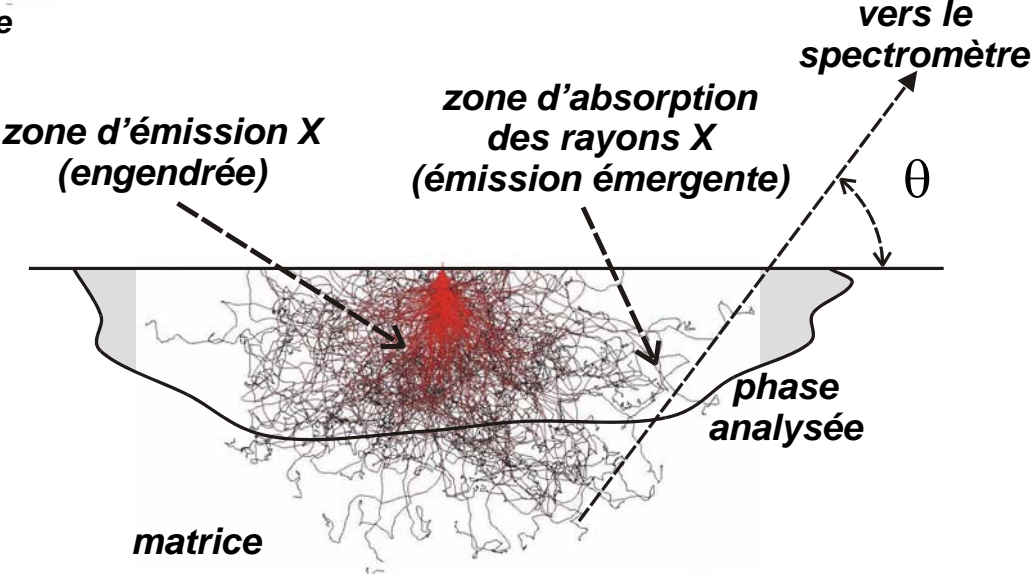 e
vers le
spectromètre
zone d'absorption
des rayons X
(émission émergente)
zone d'émission X
(engendrée)
θ
phase
analysée
matrice